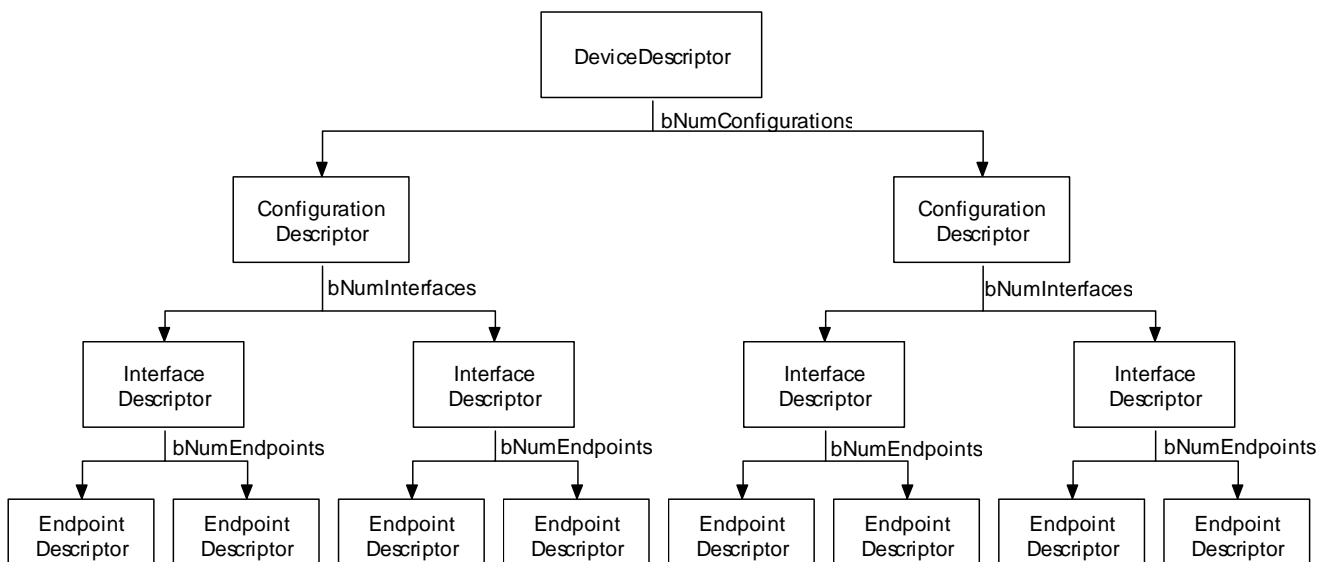 DeviceDescriptor
bNumConfigurations
Configuration
Descriptor
Configuration
Descriptor
bNumInterfaces
bNumInterfaces
Interface
Descriptor
Interface
Descriptor
Interface
Descriptor
Interface
Descriptor
bNumEndpoints
bNumEndpoints
bNumEndpoints
bNumEndpoints
Endpoint
Descriptor
Endpoint
Descriptor
Endpoint
Descriptor
Endpoint
Descriptor
Endpoint
Descriptor
Endpoint
Descriptor
Endpoint
Descriptor
Endpoint
Descriptor